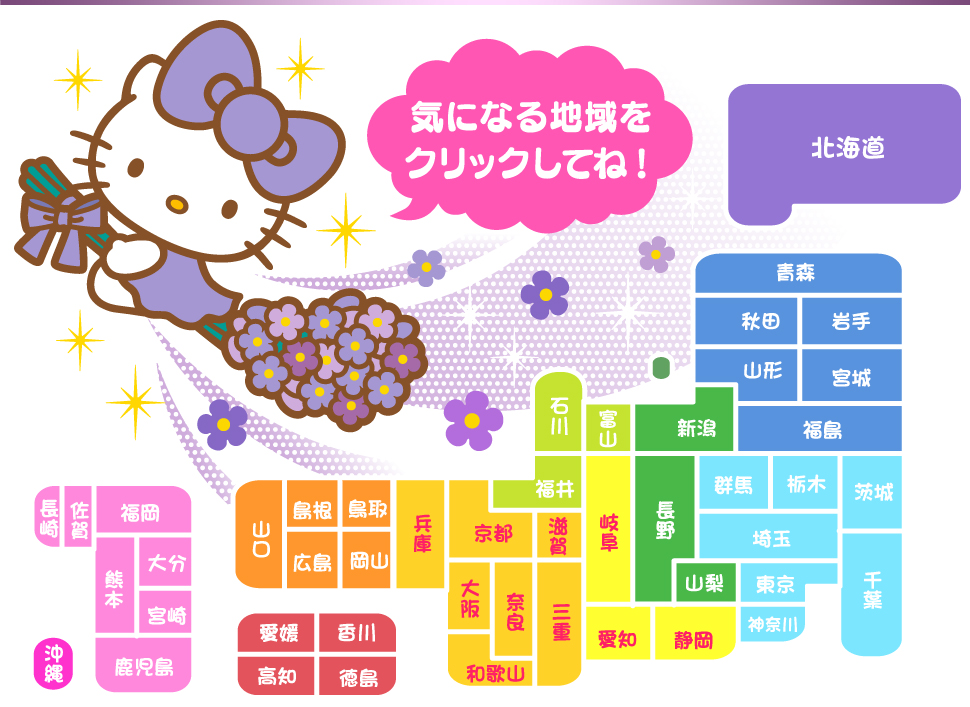 気になる地域を
クリックしてね!
北海道
青森
秋田
岩手
山形
宮城
福島
石川
富山
新潟
福井
岐阜
長野
群馬
栃木
茨城
埼玉
山梨
東京
千葉
神奈川
愛知
静岡
長崎
佐賀
福岡
熊本
大分
宮崎
鹿児島
沖縄
山口
島根
鳥取
広島
岡山
兵庫
京都
滋賀
大阪
奈良
三重
和歌山
愛媛
香川
高知
徳島